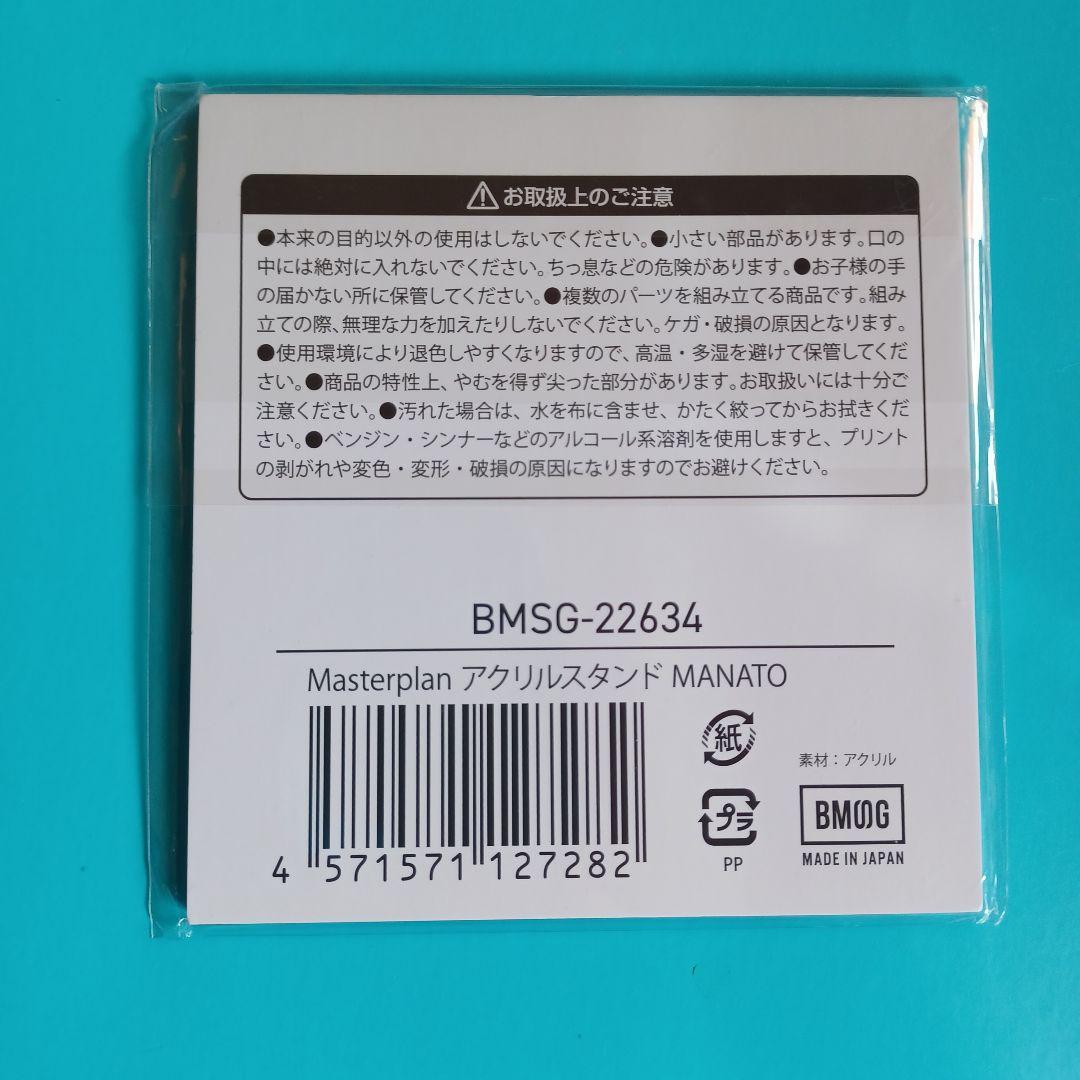 ⚠お取扱上のご注意
●本来の目的以外の使用はしないでください。●小さい部品があります。口の
中には絶対に入れないでください。ちっ息などの危険があります。●お子様の手
の届かない所に保管してください。●複数のパーツを組み立てる商品です。組み
立ての際、無理な力を加えたりしないでください。ケガ・破損の原因となります。
●使用環境により退色しやすくなりますので、高温・多湿を避けて保管してくだ
さい。●商品の特性上、やむを得ず尖った部分があります。お取扱いには十分ご
注意ください。●汚れた場合は、水を布に含ませ、かたく絞ってからお拭きくだ
さい。●ベンジン・シンナーなどのアルコール系溶剤を使用しますと、プリント
の剥がれや変色・変形・破損の原因になりますのでお避けください。
BMSG-22634
Masterplan アクリルスタンド MANATO
4 571571 127282
紙
プラ
PP
素材：アクリル
BMSG
MADE IN JAPAN